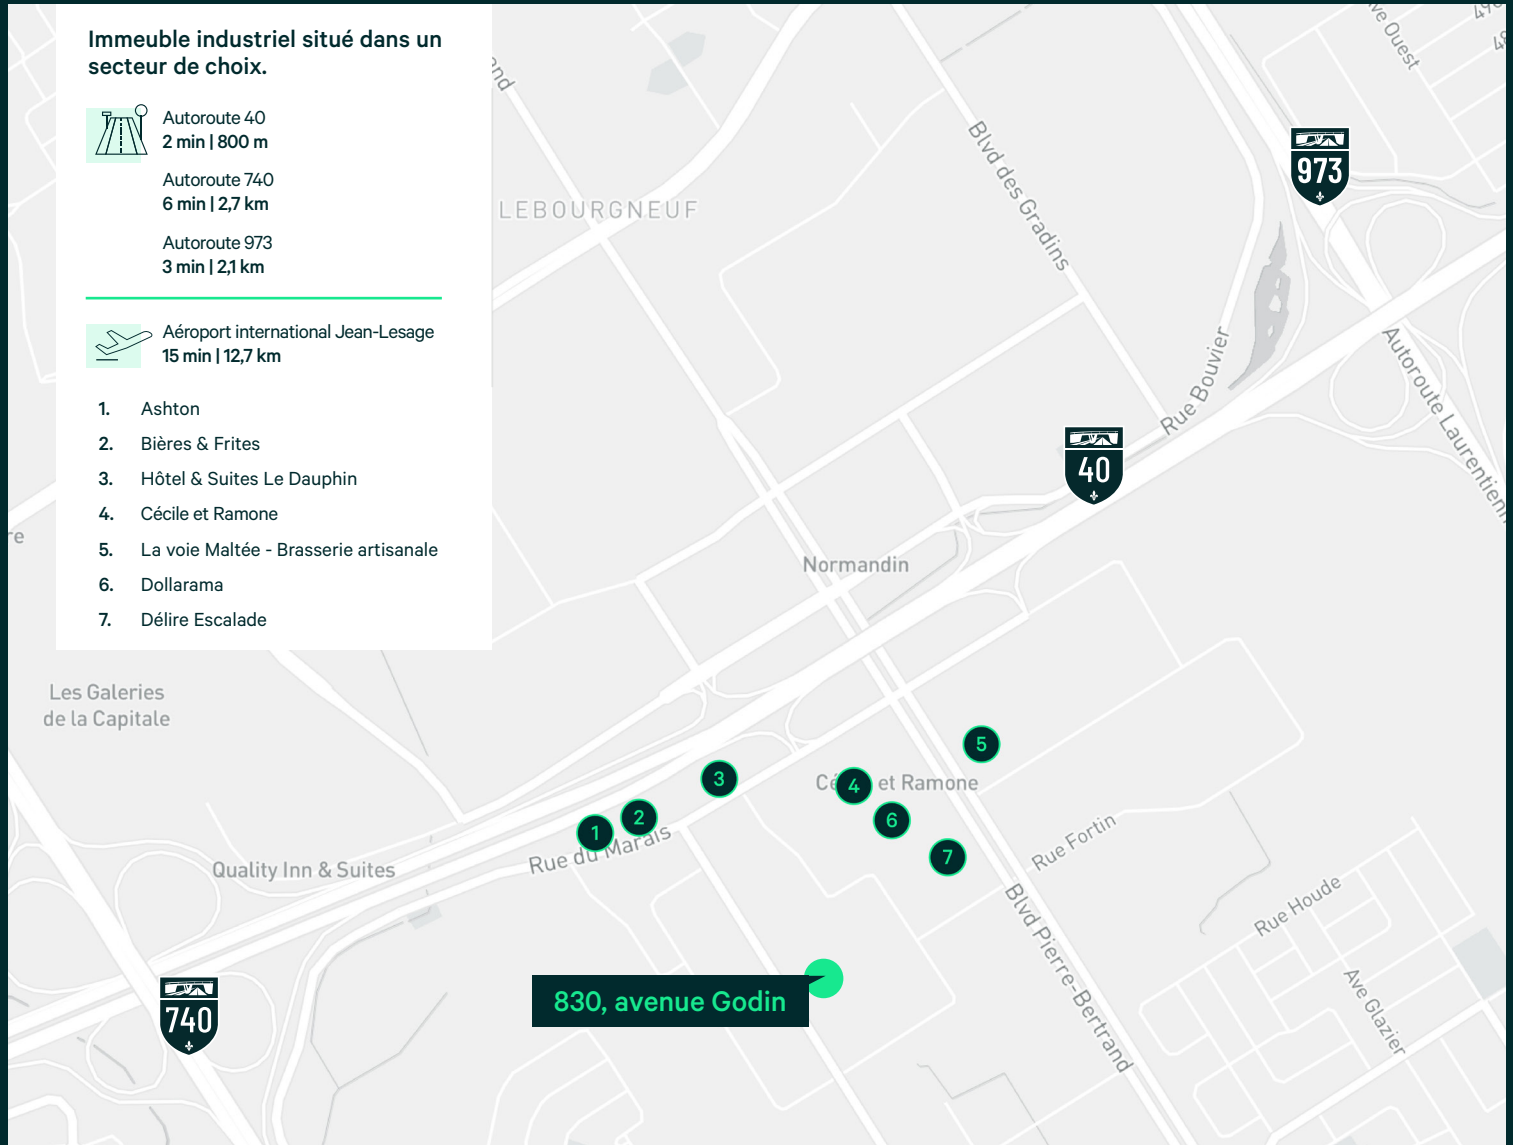 Immeuble industriel situé dans un
secteur de choix.
Autoroute 40
2 min | 800 m
Autoroute 740
6 min | 2,7 km
Autoroute 973
3 min | 2,1 km
Aéroport international Jean-Lesage
15 min | 12,7 km
1. Ashton
2. Bières & Frites
3. Hôtel & Suites Le Dauphin
4. Cécile et Ramone
5. La voie Maltée - Brasserie artisanale
6. Dollarama
7. Délire Escalade
LEBOURGNEUF
Blvd des Gradins
973
Rue Bouvier
Autoroute Laurentienn
40
Normandin
Les Galeries
de la Capitale
5
3
Cé 4 et Ramone
2
1
6
7
Rue du Marais
Rue Fortin
Quality Inn & Suites
Rue Houde
Blvd Pierre-Bertrand
Ave Glazier
830, avenue Godin
740